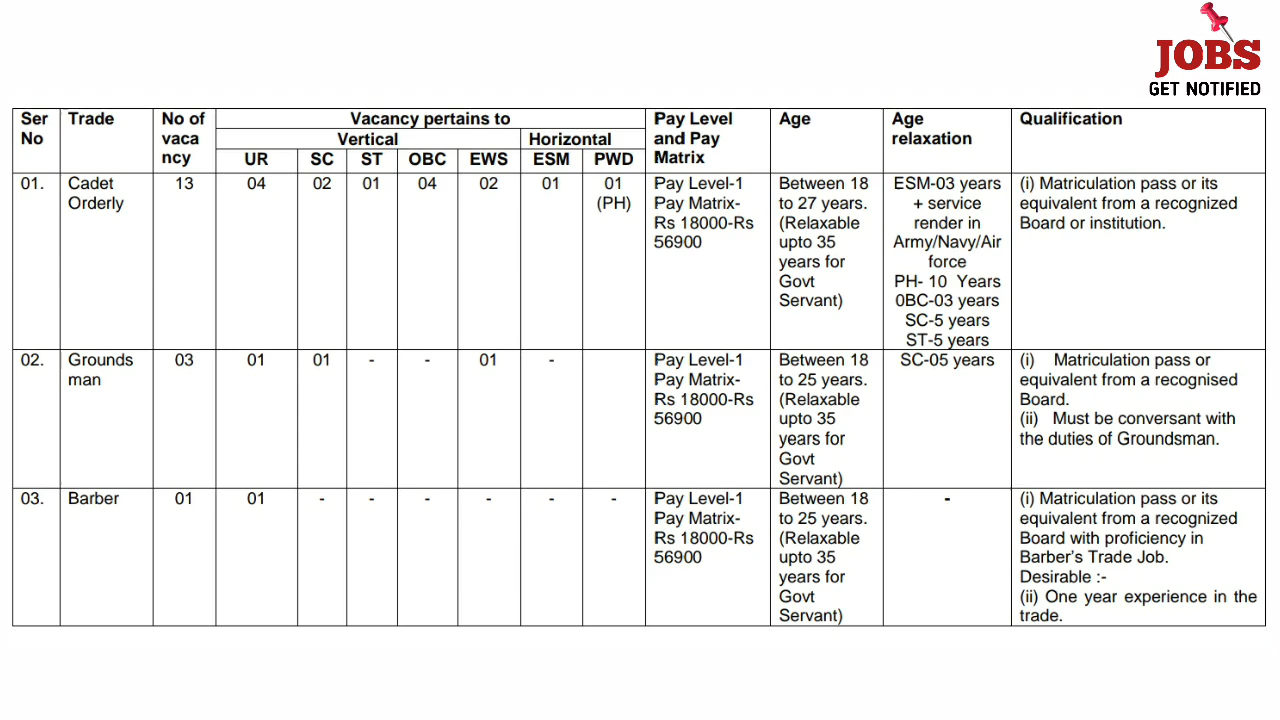 JOBS
GET NOTIFIED
Ser No Trade No of vaca ncy Vacancy pertains to Pay Level and Pay Matrix Age Age relaxation Qualification
Vertical Horizontal
UR SC ST OBC EWS ESM PWD
01. Cadet Orderly 13 04 02 01 04 02 01 01 (PH)
Pay Level-1
Pay Matrix-
Rs 18000-Rs
56900
Between 18
to 27 years.
(Relaxable
upto 35
years for
Govt
Servant)
ESM-03 years
+ service
render in
Army/Navy/Air
force
PH- 10 Years
0BC-03 years
SC-5 years
ST-5 years
(i) Matriculation pass or its
equivalent from a recognized
Board or institution.
02. Grounds man 03 01 01 - - 01 -
Pay Level-1
Pay Matrix-
Rs 18000-Rs
56900
Between 18
to 25 years.
(Relaxable
upto 35
years for
Govt
Servant)
SC-05 years
(i) Matriculation pass or
equivalent from a recognised
Board.
(ii) Must be conversant with
the duties of Groundsman.
03. Barber 01 01 - - - - - -
Pay Level-1
Pay Matrix-
Rs 18000-Rs
56900
Between 18
to 25 years.
(Relaxable
upto 35
years for
Govt
Servant)
-
(i) Matriculation pass or its
equivalent from a recognized
Board with proficiency in
Barber's Trade Job.
Desirable :-
(ii) One year experience in the
trade.